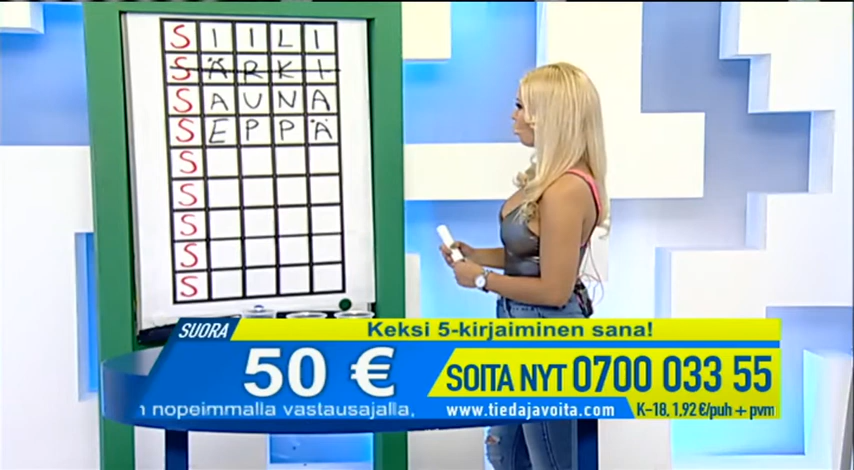 SIILI
SÄRKI
SAUNA
SEPPÄ
S
S
S
S
S
SUORA
Keksi 5-kirjaiminen sana!
50 €
SOITA NYT 0700 033 55
n nopeimmalla vastausajalla,
www.tiedajavoita.com
K-18, 1,92 €/puh + pvm